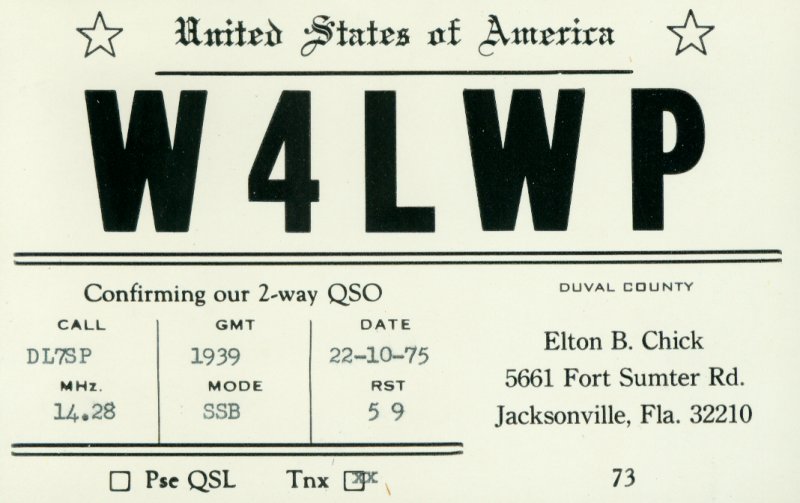 United States of America
W4LWP
Confirming our 2-way QSO
CALL GMT DATE
DL7SP 1939 22-10-75
MHz. MODE RST
14.28 SSB 5 9
Pse QSL Tnx xx
DUVAL COUNTY
Elton B. Chick
5661 Fort Sumter Rd.
Jacksonville, Fla. 32210
73